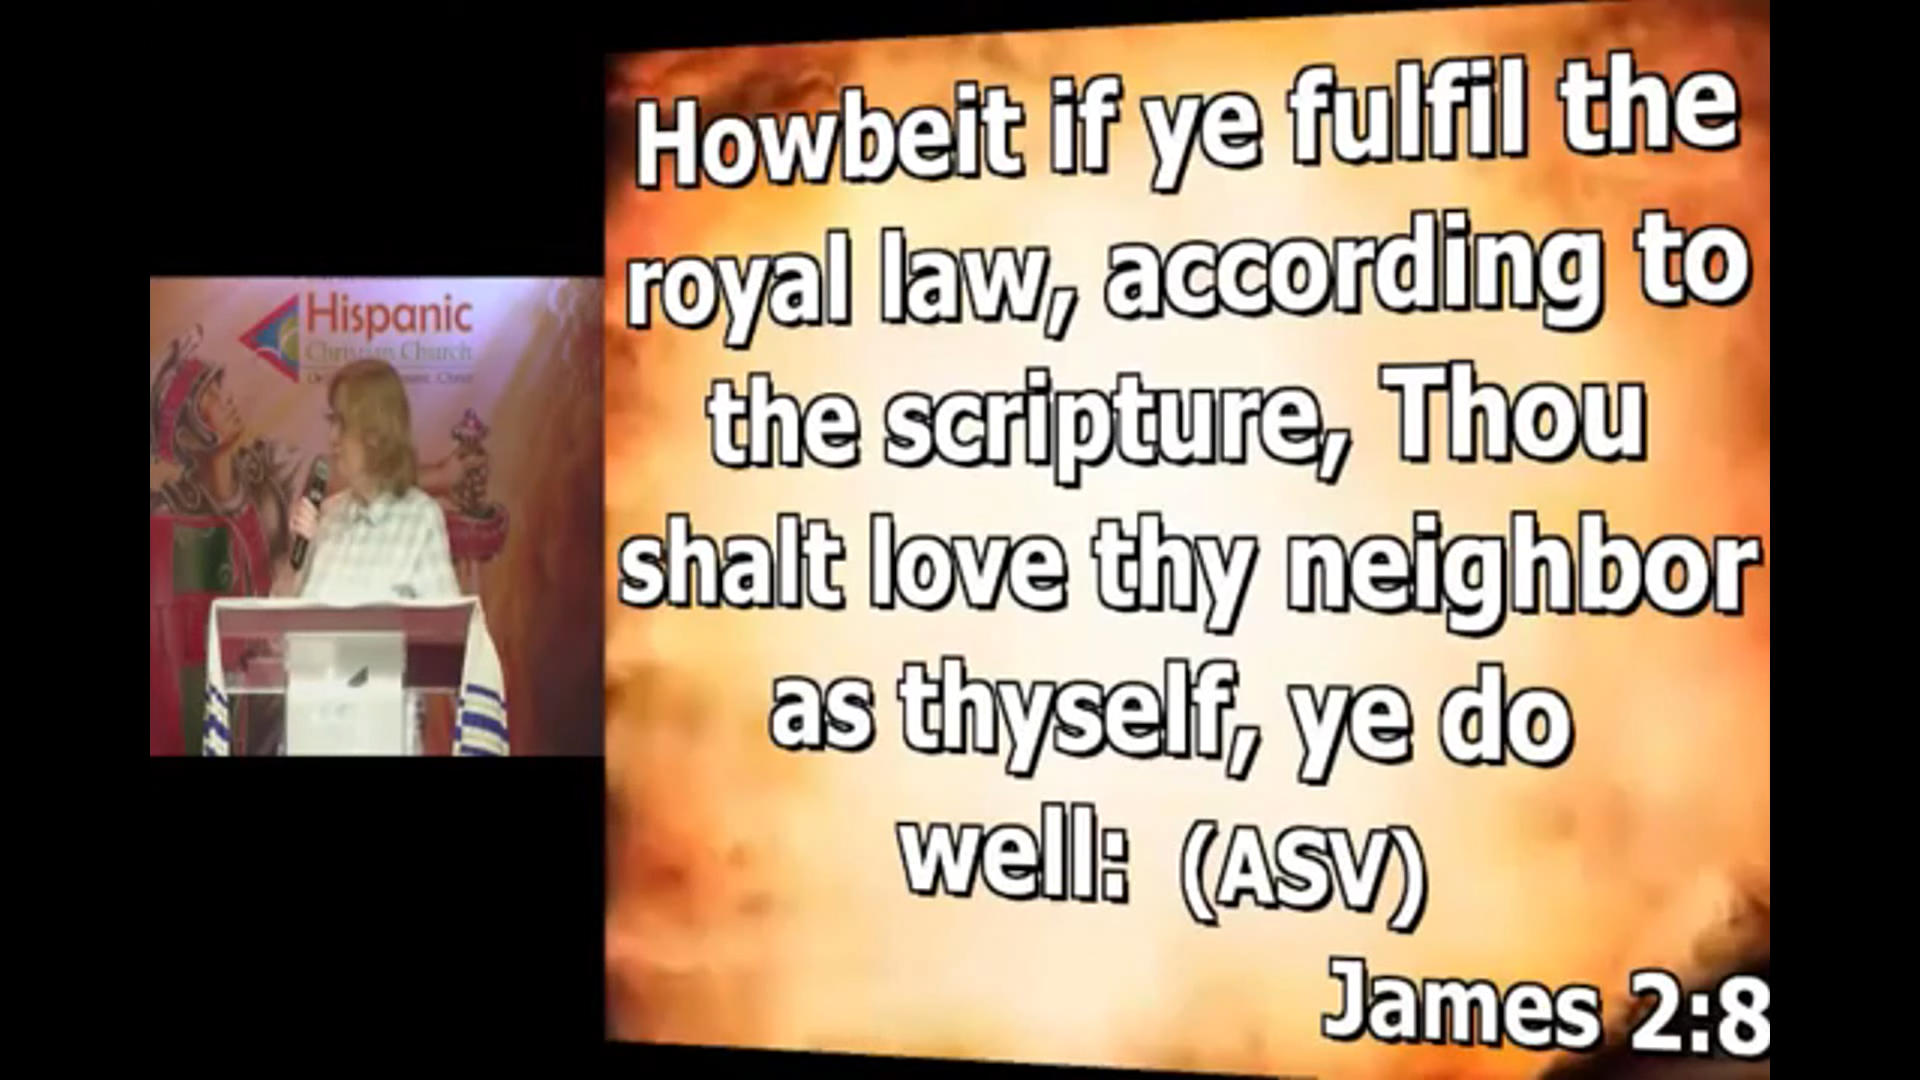 Hispanic
Christian Church
Howbeit if ye fulfil the
royal law, according to
the scripture, Thou
shalt love thy neighbor
as thyself, ye do
well: (ASV)
James 2:8